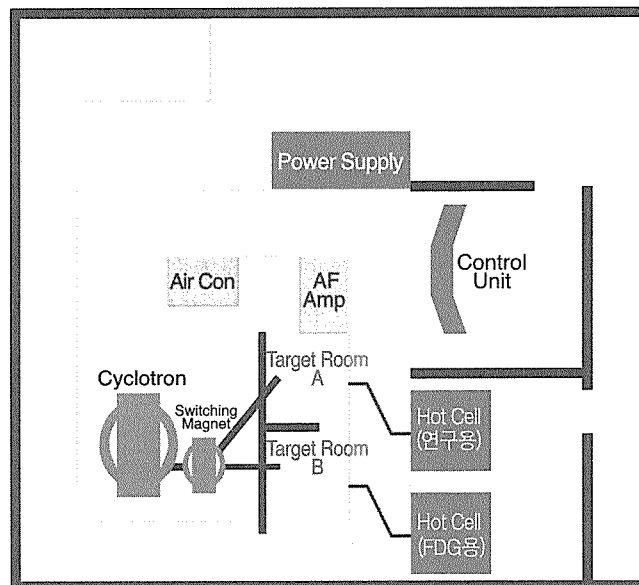 Power Supply
Air Con
AF
Amp
Control
Unit
Cyclotron
Switching
Magnet
Target Room
A
Target Room
B
Hot Cell
(연구용)
Hot Cell
(FDG용)